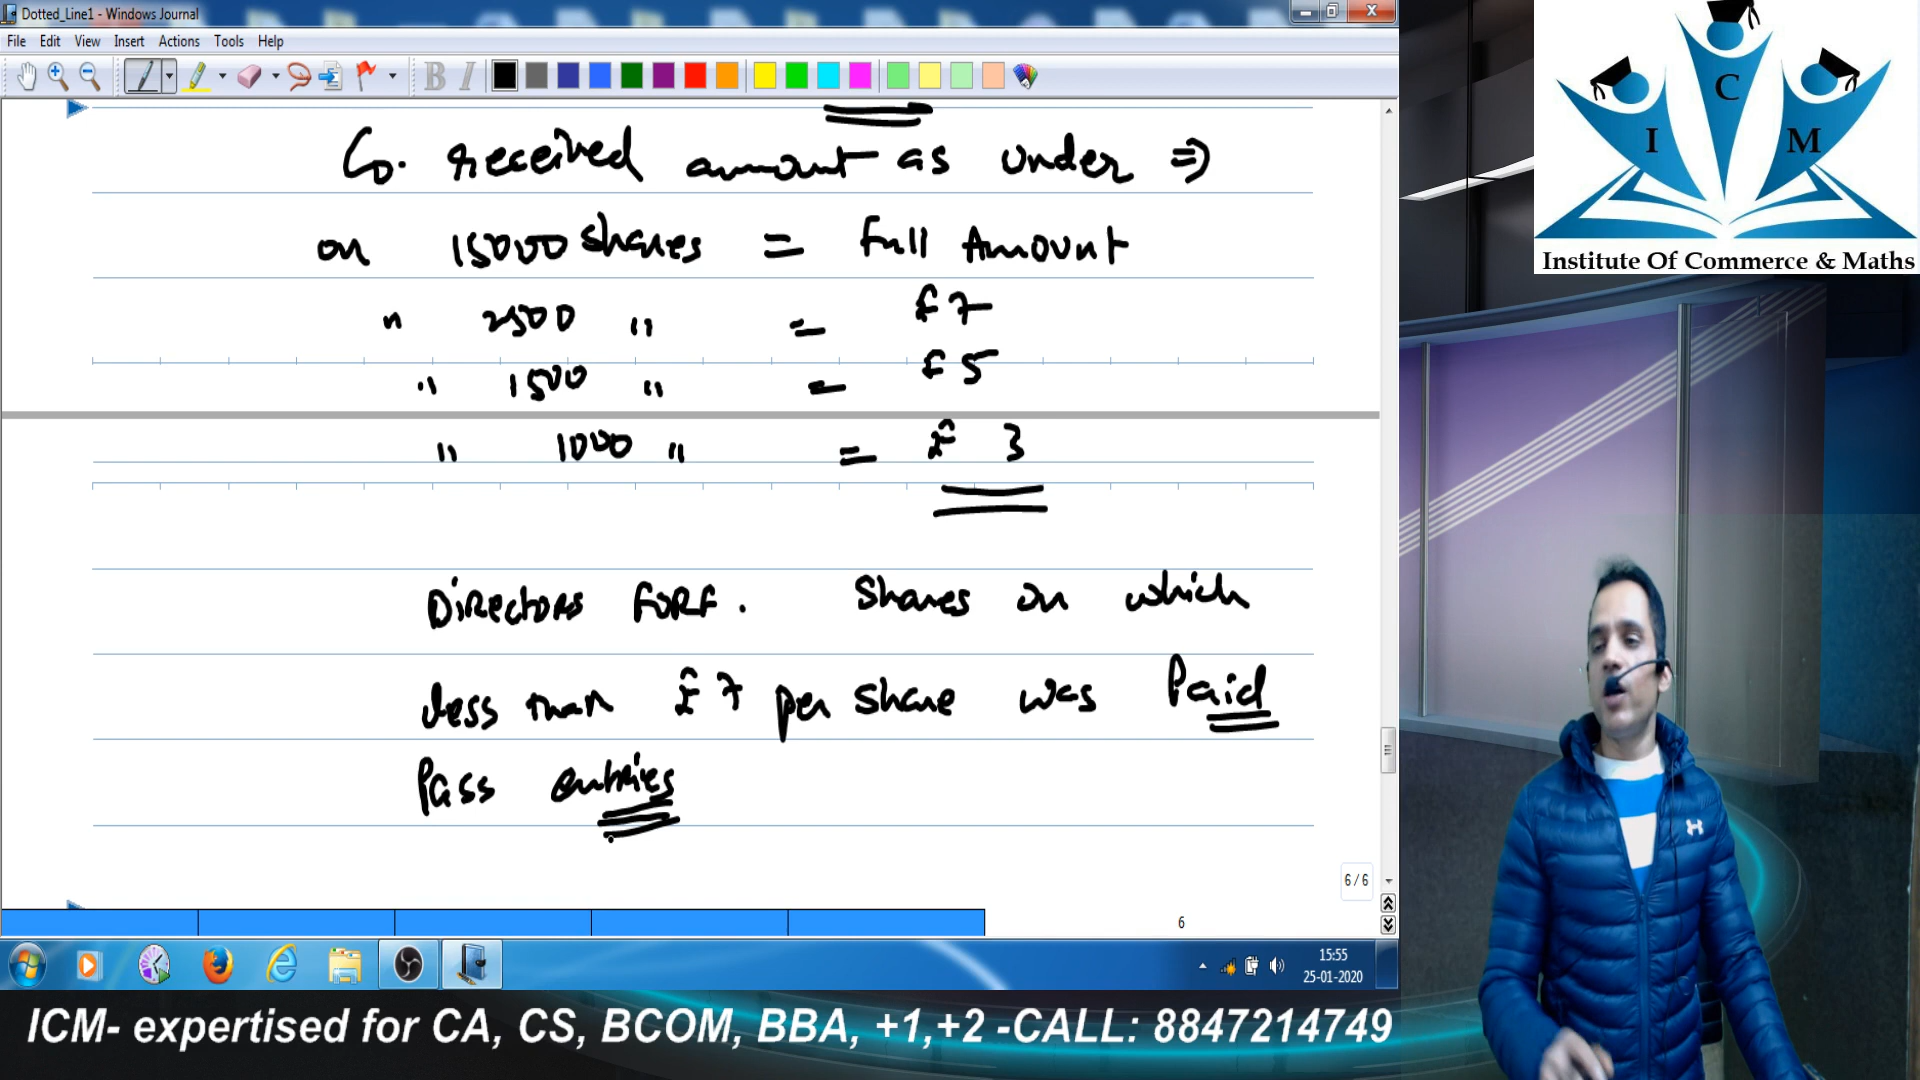 Dotted_Line1 - Windows Journal
File Edit View Insert Actions Tools Help
B I
Co. received amount as under ⇒
on 15000 shares = full Amount
" 2500 " = ₹ 7
" 1500 " = ₹ 5
" 1000 " = ₹ 3
Directors forf. shares on which
less than ₹ 7 per share was Paid
Pass entries
6 / 6
6
15:55
25-01-2020
I C M
Institute Of Commerce & Maths
ICM- expertised for CA, CS, BCOM, BBA, +1,+2 -CALL: 8847214749